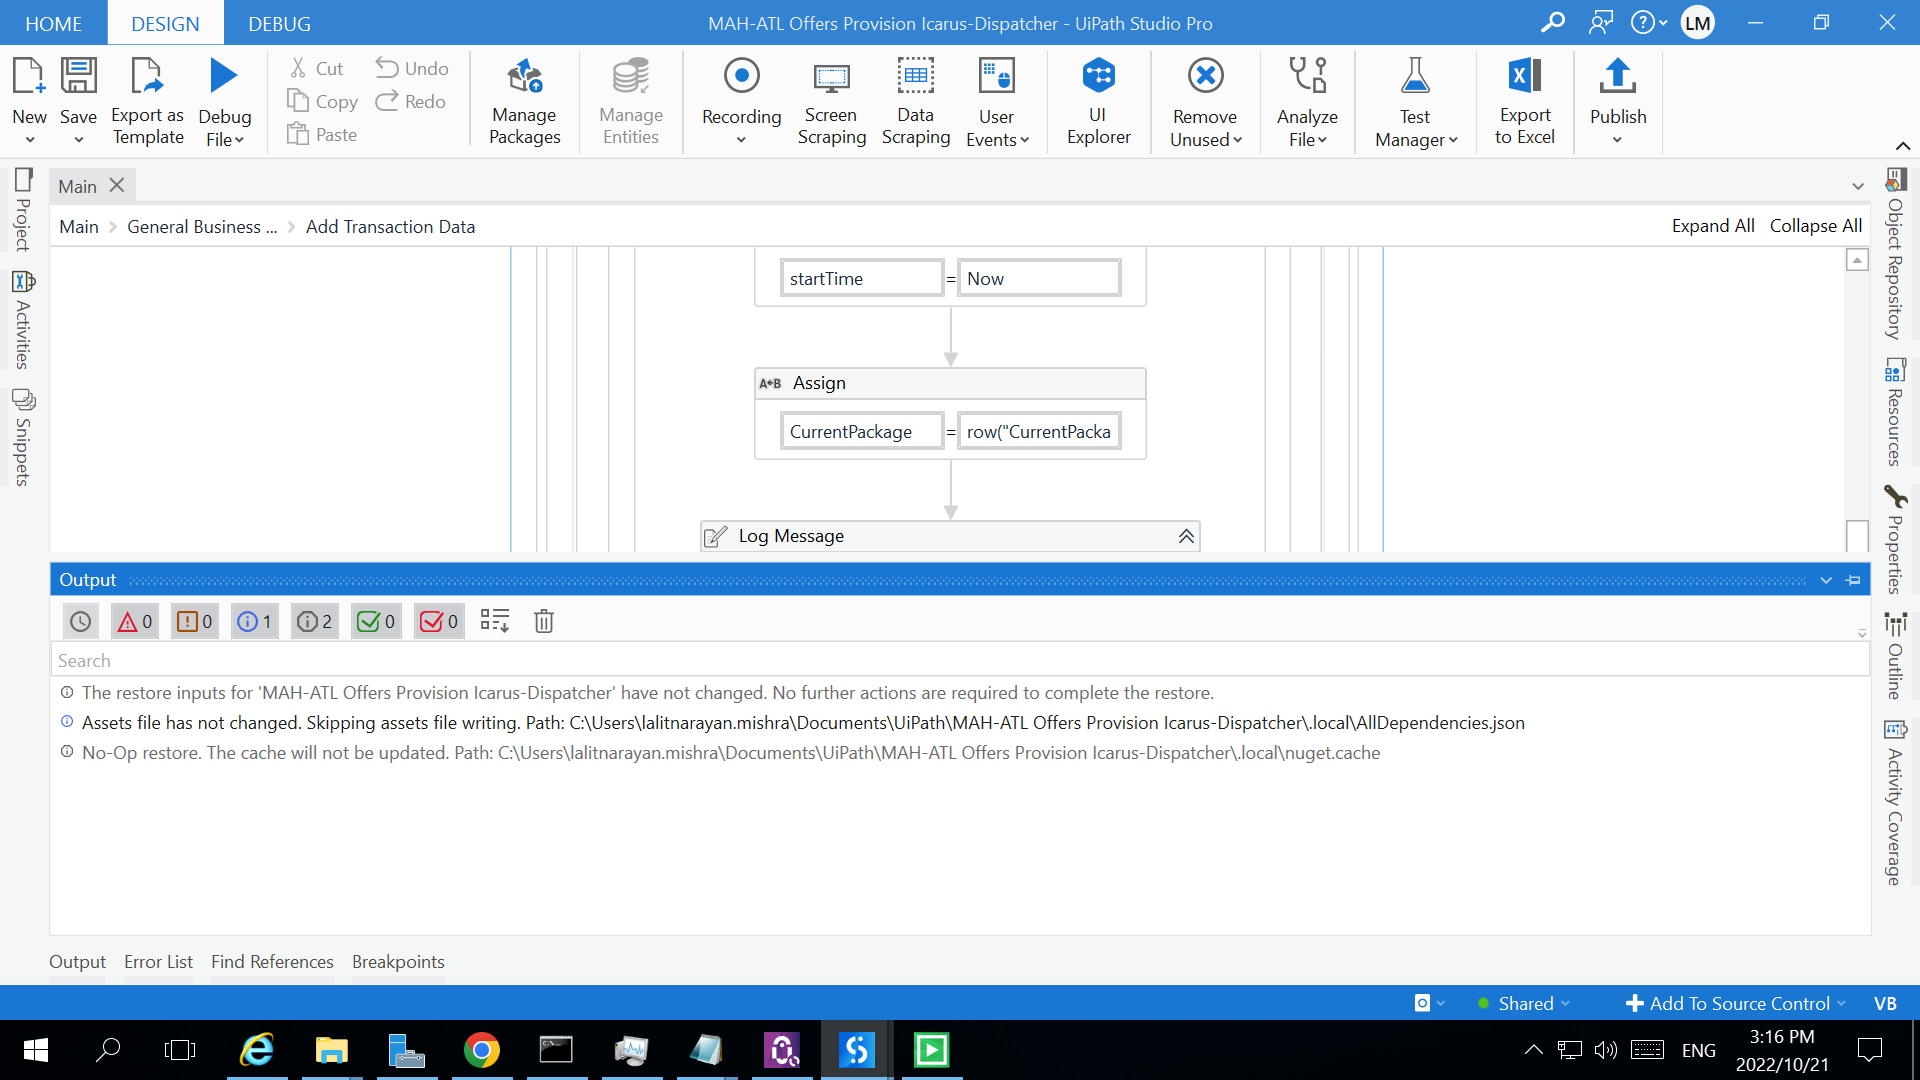 HOME DESIGN DEBUG MAH-ATL Offers Provision Icarus-Dispatcher - UiPath Studio Pro LM
New Save Export as Template Debug File
Cut Copy Paste Undo Redo
Manage Packages Manage Entities Recording Screen Scraping Data Scraping User Events UI Explorer Remove Unused Analyze File Test Manager Export to Excel Publish
Main
Main General Business ... Add Transaction Data Expand All Collapse All
Project
Activities
Snippets
startTime = Now
A B Assign
CurrentPackage = row("CurrentPacka
Log Message
Object Repository
Resources
Properties
Outline
Activity Coverage
Output
0 0 1 2 0 0
Search
The restore inputs for 'MAH-ATL Offers Provision Icarus-Dispatcher' have not changed. No further actions are required to complete the restore.
Assets file has not changed. Skipping assets file writing. Path: C:\Users\lalitnarayan.mishra\Documents\UiPath\MAH-ATL Offers Provision Icarus-Dispatcher\.local\AllDependencies.json
No-Op restore. The cache will not be updated. Path: C:\Users\lalitnarayan.mishra\Documents\UiPath\MAH-ATL Offers Provision Icarus-Dispatcher\.local\nuget.cache
Output Error List Find References Breakpoints
Shared Add To Source Control VB
ENG 3:16 PM
2022/10/21